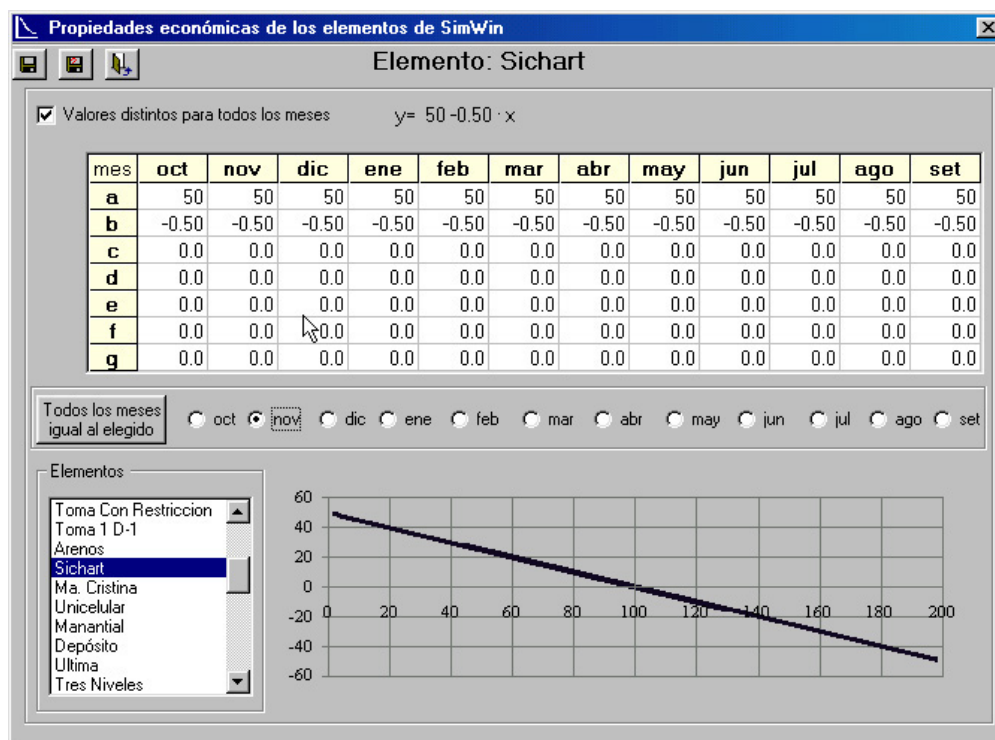 Propiedades económicas de los elementos de SimWin
Elemento: Sichart
Valores distintos para todos los meses y= 50 -0.50 · x
mes oct nov dic ene feb mar abr may jun jul ago set
a 50 50 50 50 50 50 50 50 50 50 50 50
b -0.50 -0.50 -0.50 -0.50 -0.50 -0.50 -0.50 -0.50 -0.50 -0.50 -0.50 -0.50
c 0.0 0.0 0.0 0.0 0.0 0.0 0.0 0.0 0.0 0.0 0.0 0.0
d 0.0 0.0 0.0 0.0 0.0 0.0 0.0 0.0 0.0 0.0 0.0 0.0
e 0.0 0.0 0.0 0.0 0.0 0.0 0.0 0.0 0.0 0.0 0.0 0.0
f 0.0 0.0 0.0 0.0 0.0 0.0 0.0 0.0 0.0 0.0 0.0 0.0
g 0.0 0.0 0.0 0.0 0.0 0.0 0.0 0.0 0.0 0.0 0.0 0.0
Todos los meses
igual al elegido
oct nov dic ene feb mar abr may jun jul ago set
Elementos
Toma Con Restriccion
Toma 1 D-1
Arenos
Sichart
Ma. Cristina
Unicelular
Manantial
Depósito
Ultima
Tres Niveles
60
40
20
0
-20
-40
-60
0 20 40 60 80 100 120 140 160 180 200